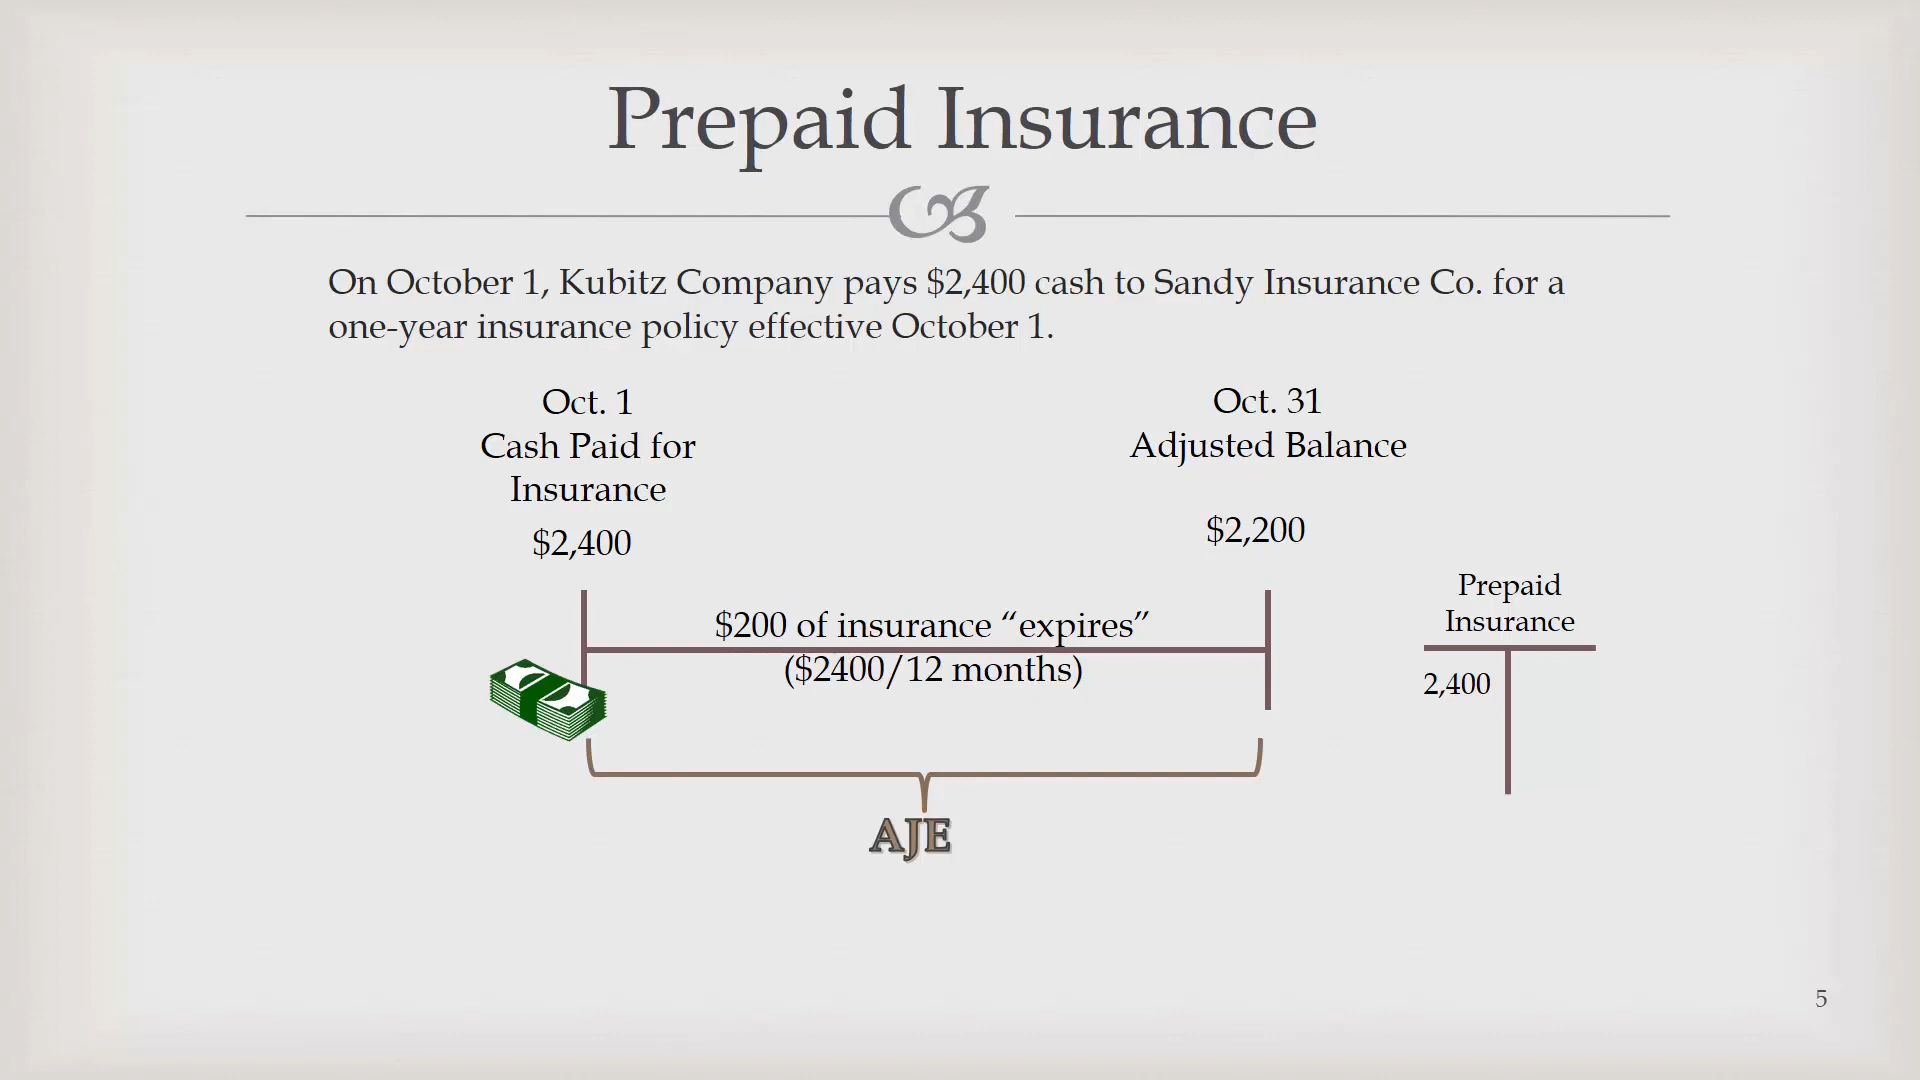 Prepaid Insurance
On October 1, Kubitz Company pays $2,400 cash to Sandy Insurance Co. for a
one-year insurance policy effective October 1.
Oct. 1
Cash Paid for
Insurance
$2,400
Oct. 31
Adjusted Balance
$2,200
$200 of insurance “expires”
($2400/12 months)
Prepaid
Insurance
2,400
AJE
5